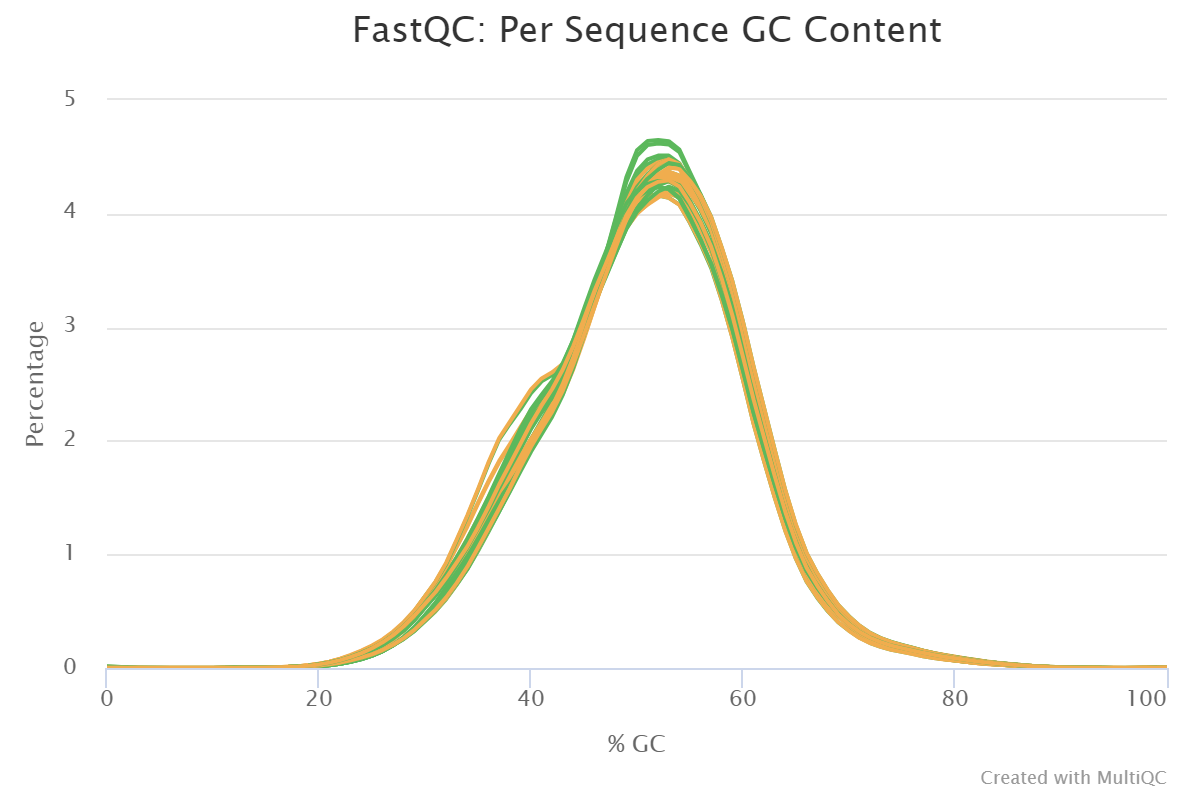 FastQC: Per Sequence GC Content
5
4
3
2
1
0
Percentage
0 20 40 60 80 100
% GC
Created with MultiQC